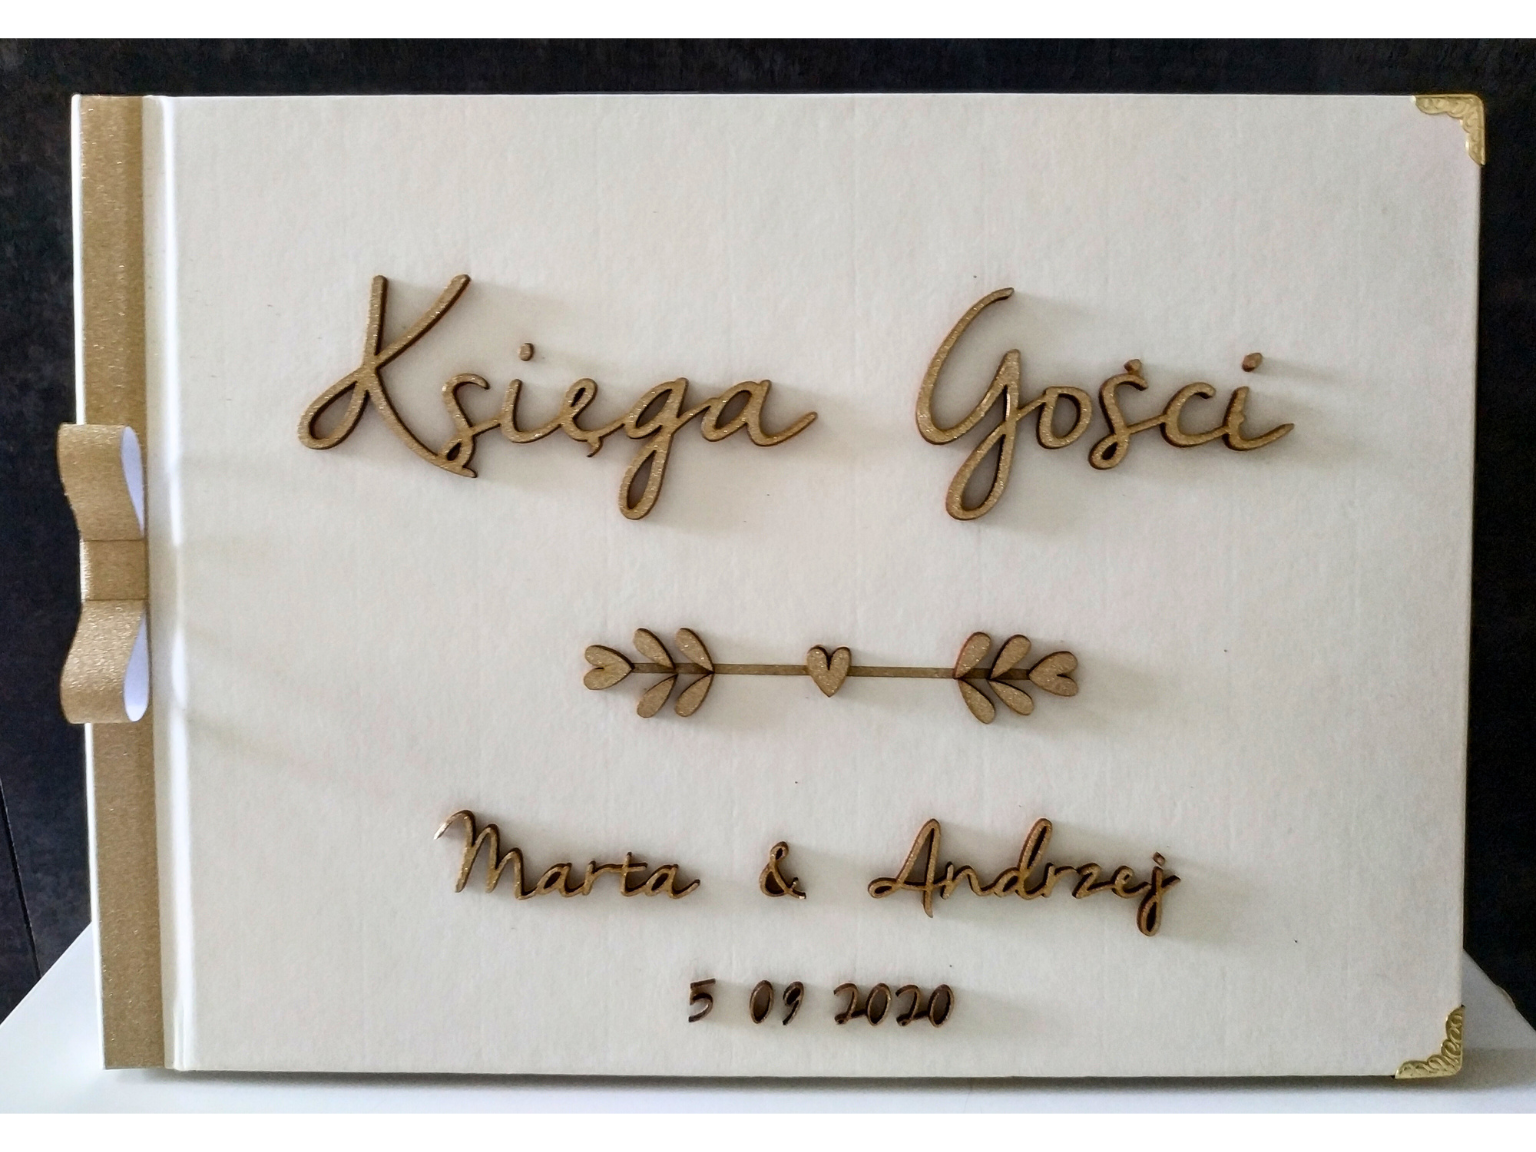 Księga Gości
Marta & Andrzej
5 09 2020